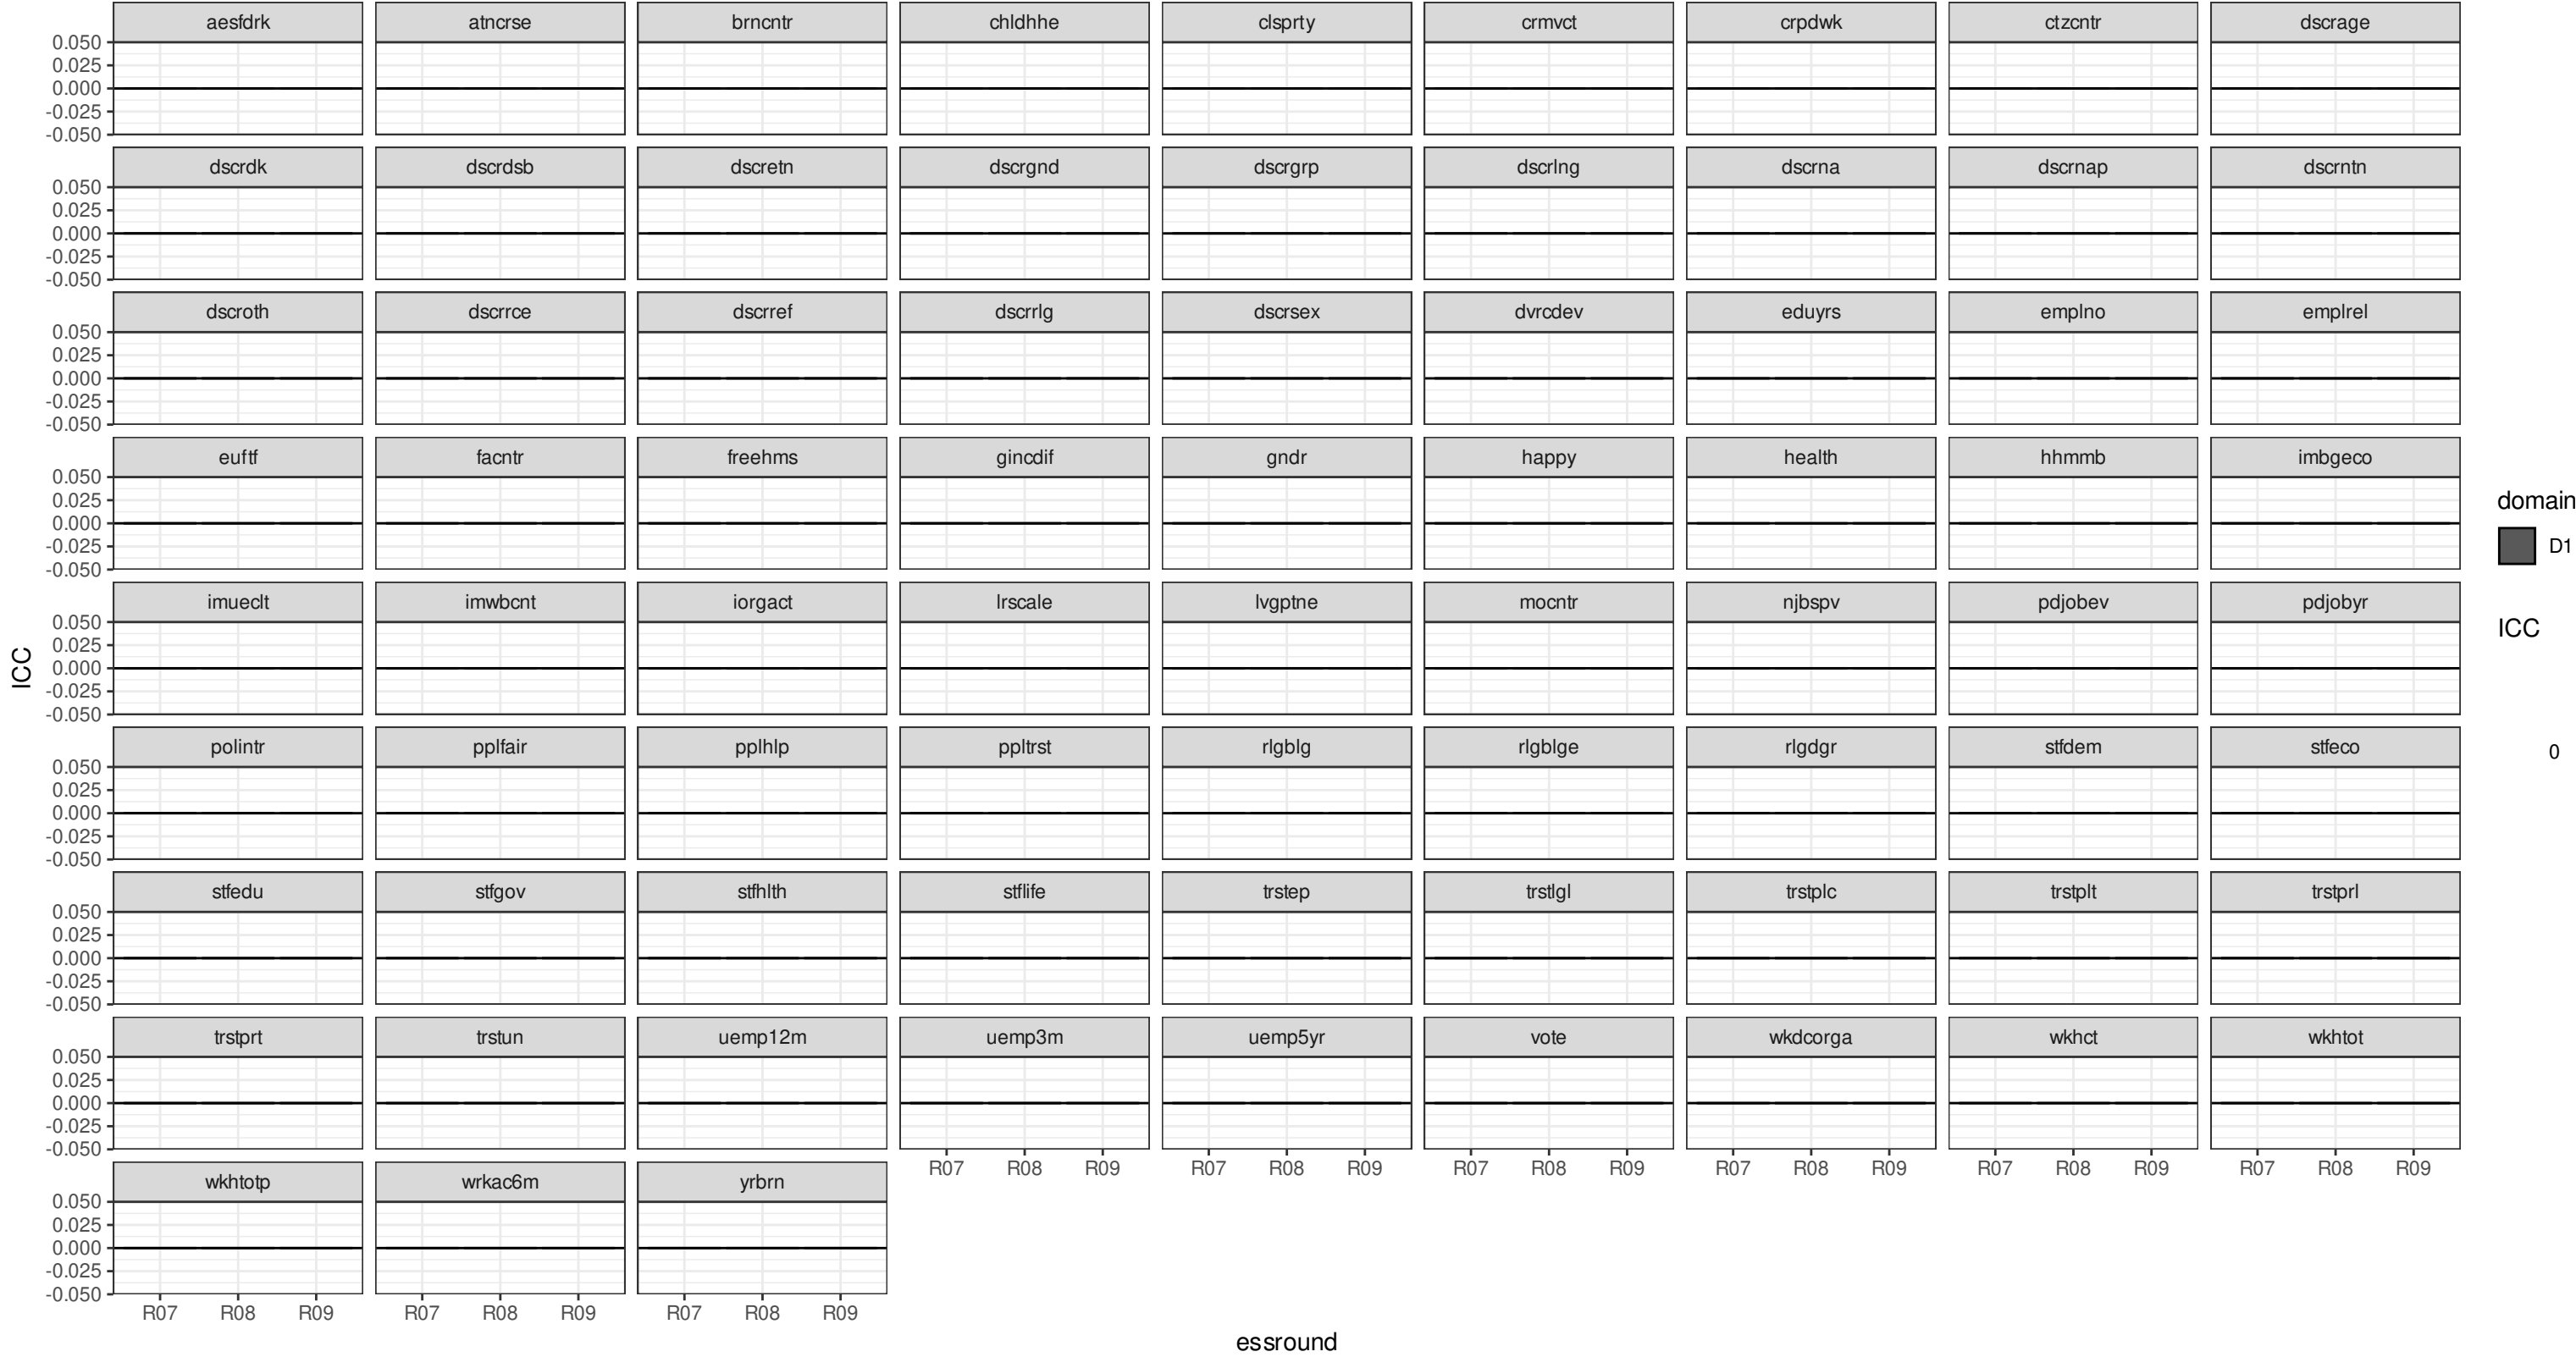 aesfdrk atncrse brncntr chldhhe clsprty crmvct crpdwk ctzcntr dscrage
0.050
0.025
0.000
-0.025
-0.050
dscrdk dscrdsb dscretn dscrgnd dscrgrp dscrlng dscrna dscrnap dscrntn
0.050
0.025
0.000
-0.025
-0.050
dscroth dscrrce dscrref dscrrlg dscrsex dvrcdev eduyrs emplno emplrel
0.050
0.025
0.000
-0.025
-0.050
euftf facntr freehms gincdif gndr happy health hhmmb imbgeco
0.050
0.025
0.000
-0.025
-0.050
imueclt imwbcnt iorgact lrscale lvgptne mocntr njbspv pdjobev pdjobyr
0.050
0.025
0.000
-0.025
-0.050
polintr pplfair pplhlp ppltrst rlgblg rlgblge rlgdgr stfdem stfeco
0.050
0.025
0.000
-0.025
-0.050
stfedu stfgov stfhlth stflife trstep trstlgl trstplc trstplt trstprl
0.050
0.025
0.000
-0.025
-0.050
trstprt trstun uemp12m uemp3m uemp5yr vote wkdcorga wkhct wkhtot
0.050
0.025
0.000
-0.025
-0.050
R07 R08 R09 R07 R08 R09 R07 R08 R09 R07 R08 R09 R07 R08 R09 R07 R08 R09
wkhtotp wrkac6m yrbrn
0.050
0.025
0.000
-0.025
-0.050
R07 R08 R09 R07 R08 R09 R07 R08 R09
essround
ICC
domain
D1
ICC
0